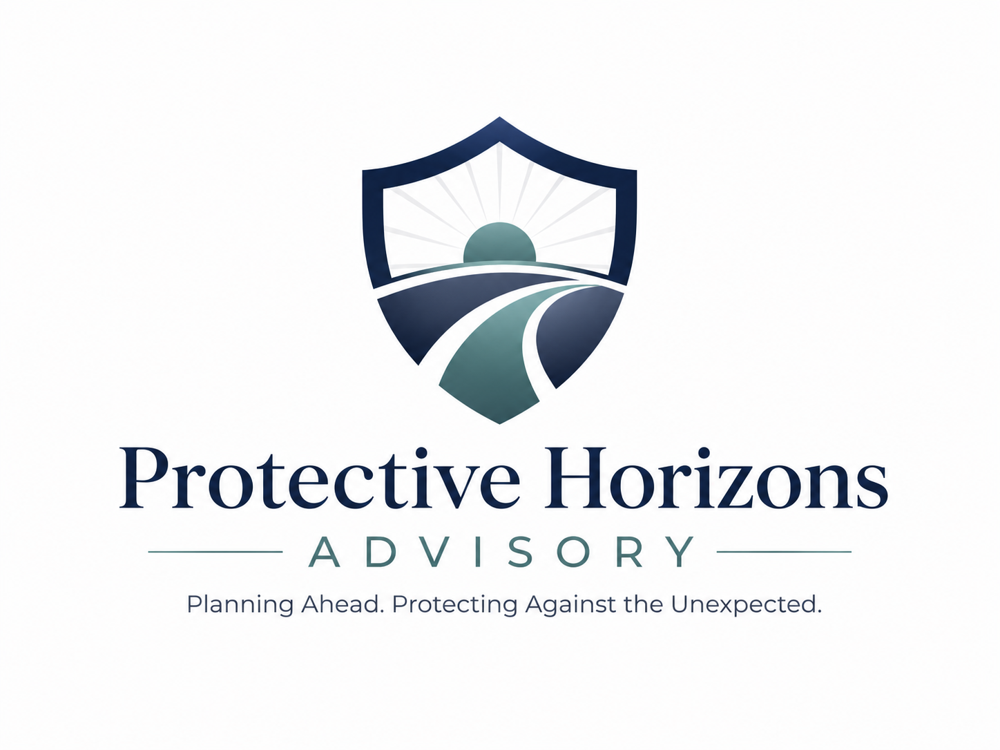 Protective Horizons
ADVISORY
Planning Ahead. Protecting Against the Unexpected.